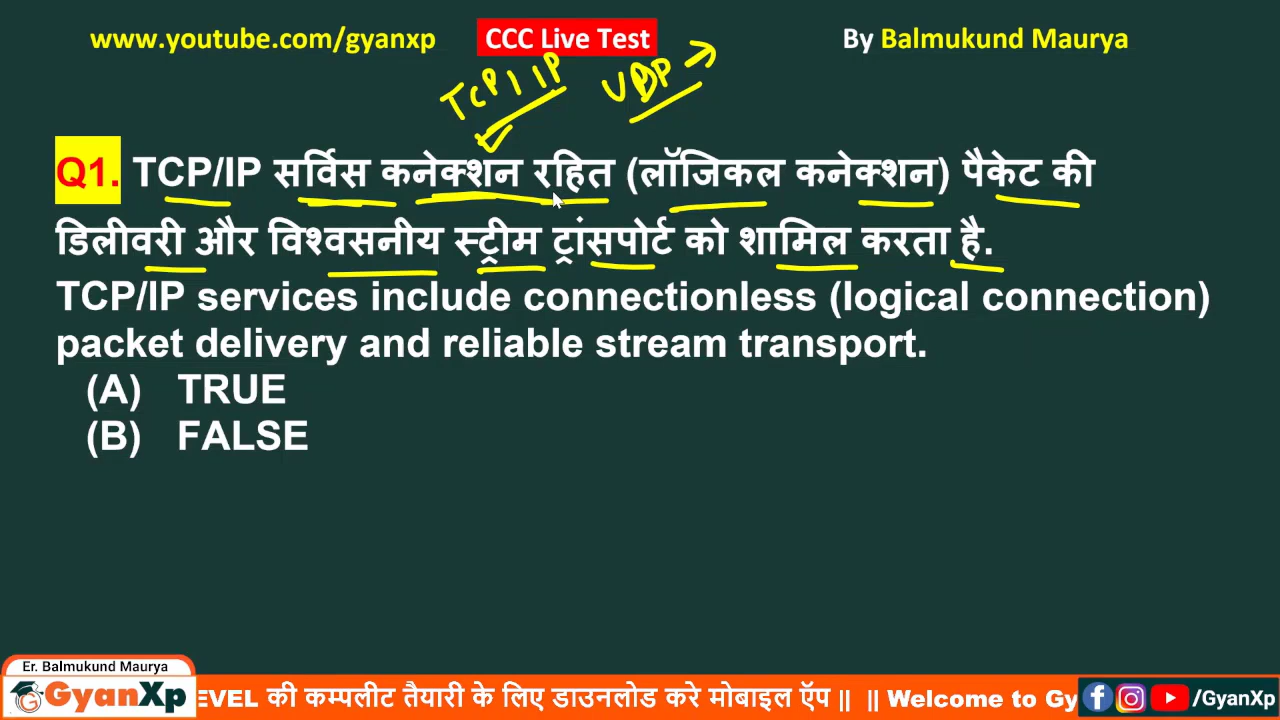 www.youtube.com/gyanxp
CCC Live Test
By Balmukund Maurya
TCP/IP
UDP →
Q1. TCP/IP सर्विस कनेक्शन रहित (लॉजिकल कनेक्शन) पैकेट की
डिलीवरी और विश्वसनीय स्ट्रीम ट्रांसपोर्ट को शामिल करता है.
TCP/IP services include connectionless (logical connection)
packet delivery and reliable stream transport.
(A) TRUE
(B) FALSE
Er. Balmukund Maurya
GyanXp
EVEL की कम्पलीट तैयारी के लिए डाउनलोड करे मोबाइल ऍप || || Welcome to Gy
/GyanXp